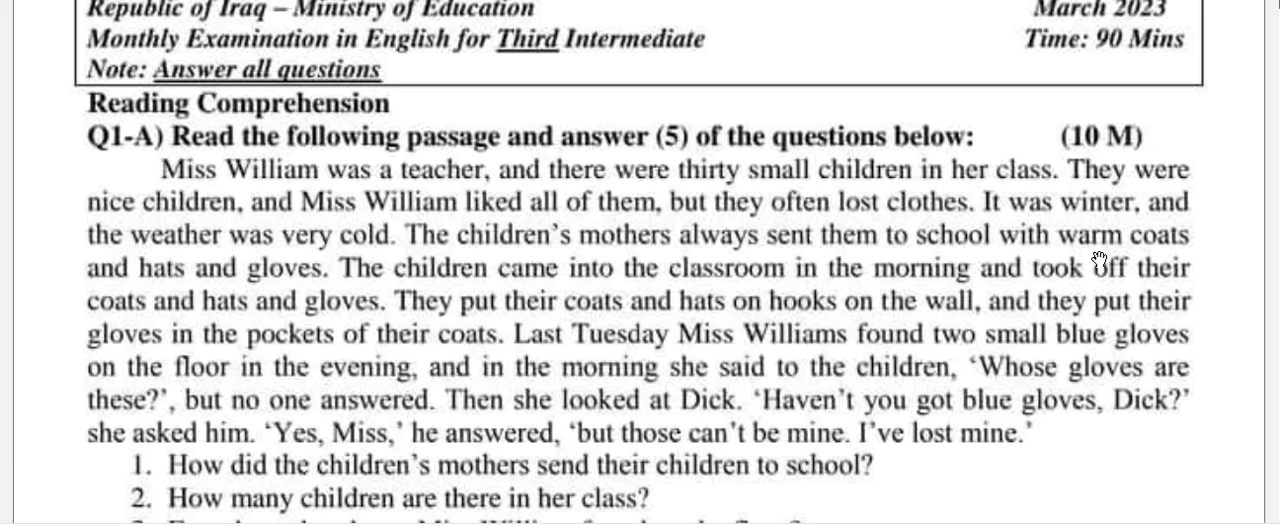 Republic of Iraq – Ministry of Education March 2023
Monthly Examination in English for Third Intermediate Time: 90 Mins
Note: Answer all questions
Reading Comprehension
Q1-A) Read the following passage and answer (5) of the questions below: (10 M)
Miss William was a teacher, and there were thirty small children in her class. They were
nice children, and Miss William liked all of them, but they often lost clothes. It was winter, and
the weather was very cold. The children's mothers always sent them to school with warm coats
and hats and gloves. The children came into the classroom in the morning and took off their
coats and hats and gloves. They put their coats and hats on hooks on the wall, and they put their
gloves in the pockets of their coats. Last Tuesday Miss Williams found two small blue gloves
on the floor in the evening, and in the morning she said to the children, ‘Whose gloves are
these?’, but no one answered. Then she looked at Dick. ‘Haven’t you got blue gloves, Dick?’
she asked him. ‘Yes, Miss,’ he answered, ‘but those can’t be mine. I’ve lost mine.’
1. How did the children’s mothers send their children to school?
2. How many children are there in her class?